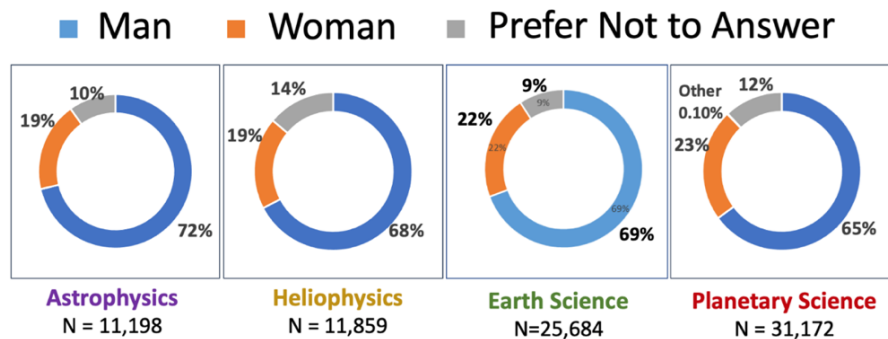 Man Woman Prefer Not to Answer
10%
19%
72%
Astrophysics
N = 11,198
14%
19%
68%
Heliophysics
N = 11,859
9%
9%
22%
22%
69%
69%
Earth Science
N=25,684
12%
Other
0.10%
23%
65%
Planetary Science
N = 31,172